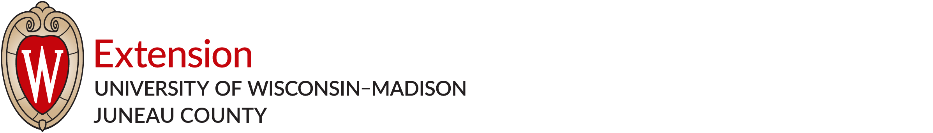 W
Extension
UNIVERSITY OF WISCONSIN–MADISON
JUNEAU COUNTY